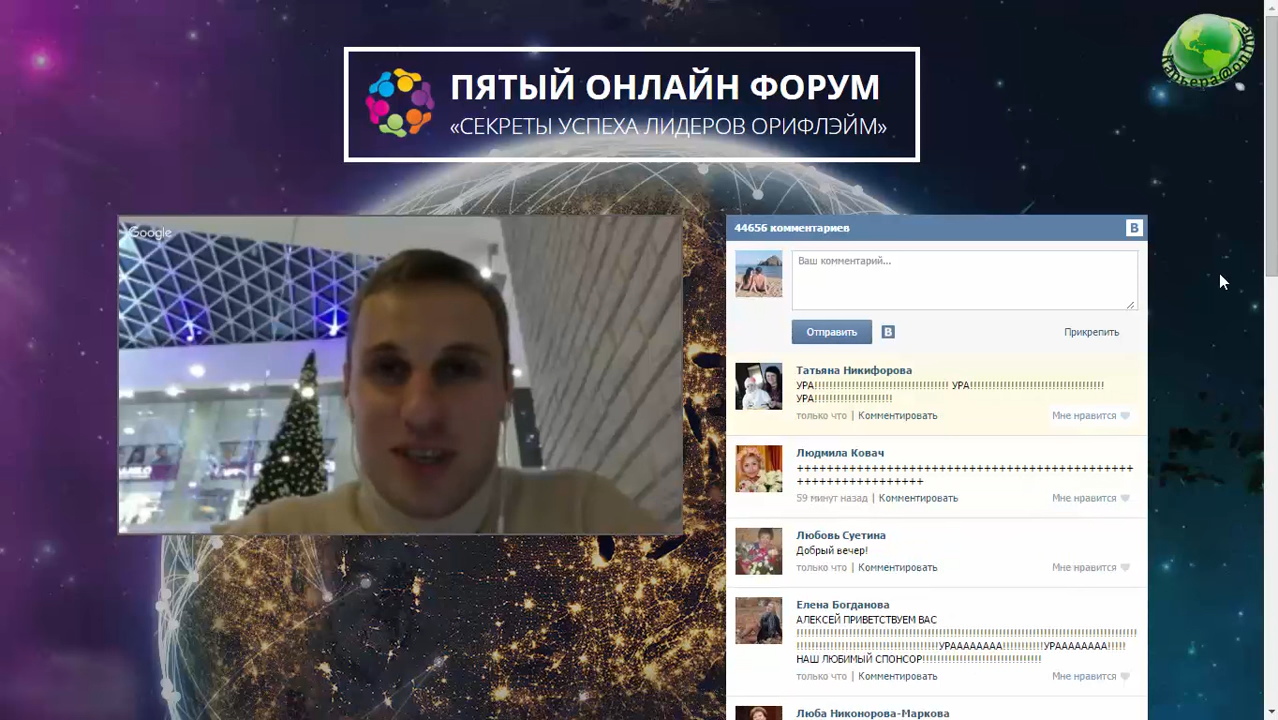 карьера@online
ПЯТЫЙ ОНЛАЙН ФОРУМ
«СЕКРЕТЫ УСПЕХА ЛИДЕРОВ ОРИФЛЭЙМ»
Google
44656 комментариев
В
Ваш комментарий...
Отправить
В
Прикрепить
Татьяна Никифорова
УРА!!!!!!!!!!!!!!!!!!!!!!!!!!!!!!!!!! УРА!!!!!!!!!!!!!!!!!!!!!!!!!!!!!!!!!!
УРА!!!!!!!!!!!!!!!!!!!!
только что | Комментировать
Мне нравится
Людмила Ковач
+++++++++++++++++++++++++++++++++++++++++++++
+++++++++++++++++
59 минут назад | Комментировать
Мне нравится
Любовь Суетина
Добрый вечер!
только что | Комментировать
Мне нравится
Елена Богданова
АЛЕКСЕЙ ПРИВЕТСТВУЕМ ВАС
!!!!!!!!!!!!!!!!!!!!!!!!!!!!!!!!!!!!!!!!!!!!!!!!!!!!!!!!!!!!!!!!!!!!!!!!!!!!!!!!!!!!!!
!!!!!!!!!!!!!!!!!!!!!!!!!!!!!!!!!!!!УРАААААААА!!!!!!!!!!УРАААААААА!!!!!
НАШ ЛЮБИМЫЙ СПОНСОР!!!!!!!!!!!!!!!!!!!!!!!!!!!!!!
только что | Комментировать
Мне нравится
Люба Никонорова-Маркова